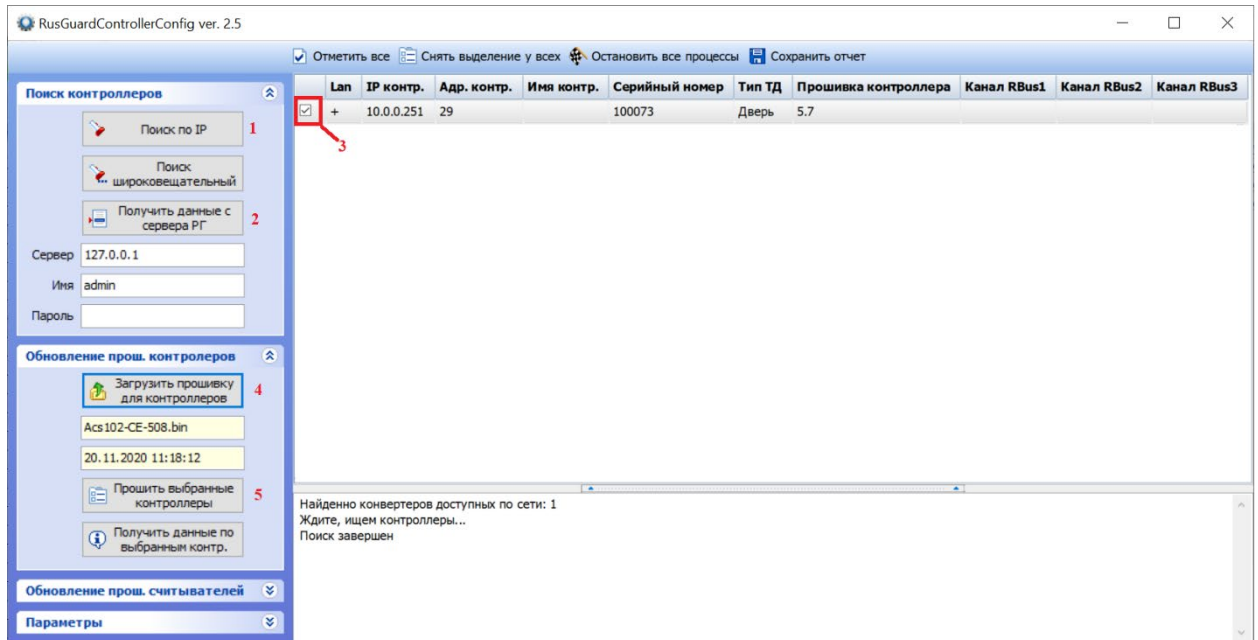 RusGuardControllerConfig ver. 2.5
Отметить все Снять выделение у всех Остановить все процессы Сохранить отчет
Поиск контроллеров
Поиск по IP 1
Поиск
широковещательный
Получить данные с
сервера РГ 2
Сервер 127.0.0.1
Имя admin
Пароль
Обновление прош. контролеров
Загрузить прошивку
для контроллеров 4
Acs102-CE-508.bin
20.11.2020 11:18:12
Прошить выбранные
контроллеры 5
Получить данные по
выбранным контр.
Обновление прош. считывателей
Параметры
Lan IP контр. Адр. контр. Имя контр. Серийный номер Тип ТД Прошивка контроллера Канал RBus1 Канал RBus2 Канал RBus3
+ 10.0.0.251 29 100073 Дверь 5.7
3
Найденно конвертеров доступных по сети: 1
Ждите, ищем контроллеры...
Поиск завершен